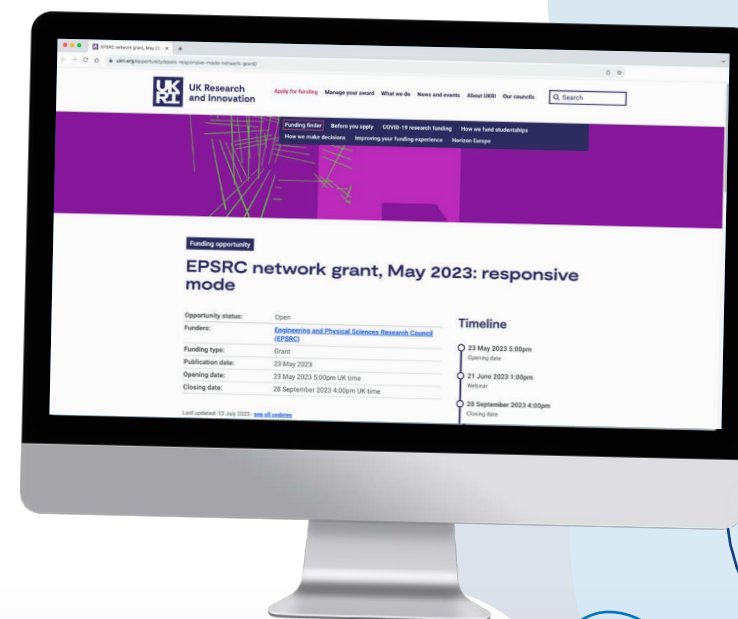 EPSRC network grant, May 20
ukri.org/opportunity/epsrc-responsive-mode-network-grant/
UK Research
and Innovation
Apply for funding Manage your award What we do News and events About UKRI Our councils
Search
Funding finder Before you apply COVID-19 research funding How we fund studentships
How we make decisions Improving your funding experience Horizon Europe
Funding opportunity
EPSRC network grant, May 2023: responsive
mode
Opportunity status: Open
Funders: Engineering and Physical Sciences Research Council
(EPSRC)
Funding type: Grant
Publication date: 23 May 2023
Opening date: 23 May 2023 5:00pm UK time
Closing date: 28 September 2023 4:00pm UK time
Last updated: 13 July 2023 - see all updates
Timeline
23 May 2023 5:00pm
Opening date
21 June 2023 1:00pm
Webinar
28 September 2023 4:00pm
Closing date